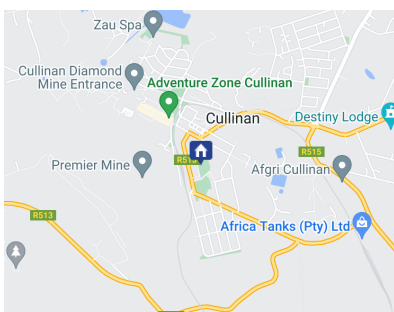 Zau Spa
Cullinan Diamond
Mine Entrance
Adventure Zone Cullinan
Cullinan
Destiny Lodge
R515
Premier Mine
Afgri Cullinan
R513
Africa Tanks (Pty) Ltd